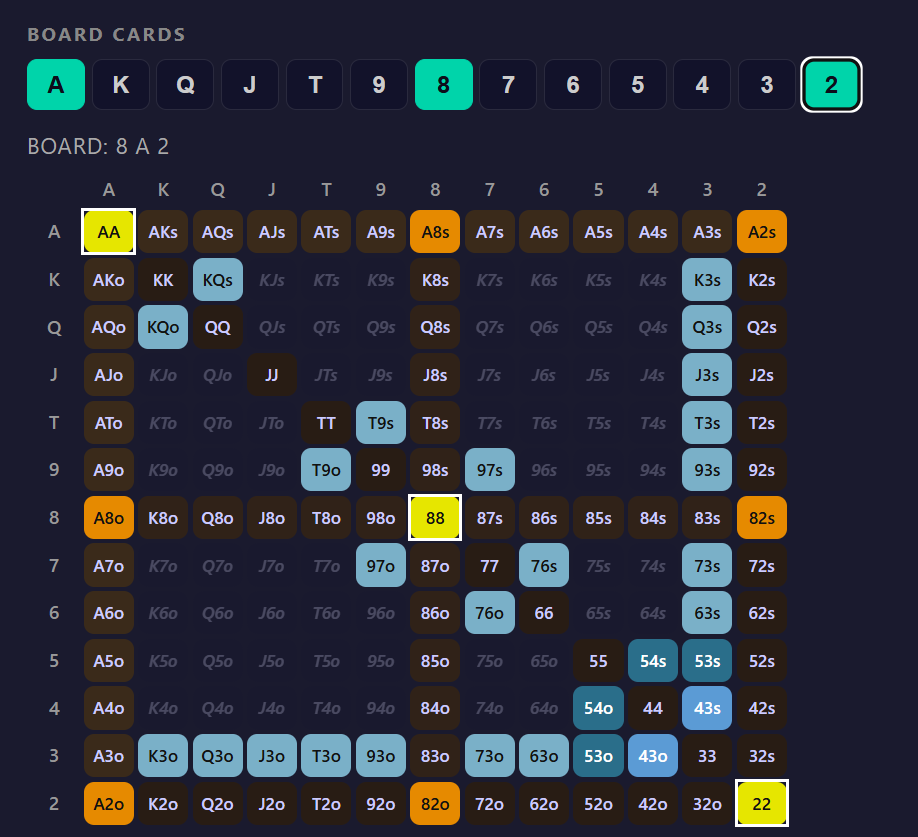 BOARD CARDS
A K Q J T 9 8 7 6 5 4 3 2
BOARD: 8 A 2
A K Q J T 9 8 7 6 5 4 3 2
A AA AKs AQs AJs ATs A9s A8s A7s A6s A5s A4s A3s A2s
K AKo KK KQs KJs KTs K9s K8s K7s K6s K5s K4s K3s K2s
Q AQo KQo QQ QJs QTs Q9s Q8s Q7s Q6s Q5s Q4s Q3s Q2s
J AJo KJo QJo JJ JTs J9s J8s J7s J6s J5s J4s J3s J2s
T ATo KTo QTo JTo TT T9s T8s T7s T6s T5s T4s T3s T2s
9 A9o K9o Q9o J9o T9o 99 98s 97s 96s 95s 94s 93s 92s
8 A8o K8o Q8o J8o T8o 98o 88 87s 86s 85s 84s 83s 82s
7 A7o K7o Q7o J7o T7o 97o 87o 77 76s 75s 74s 73s 72s
6 A6o K6o Q6o J6o T6o 96o 86o 76o 66 65s 64s 63s 62s
5 A5o K5o Q5o J5o T5o 95o 85o 75o 65o 55 54s 53s 52s
4 A4o K4o Q4o J4o T4o 94o 84o 74o 64o 54o 44 43s 42s
3 A3o K3o Q3o J3o T3o 93o 83o 73o 63o 53o 43o 33 32s
2 A2o K2o Q2o J2o T2o 92o 82o 72o 62o 52o 42o 32o 22